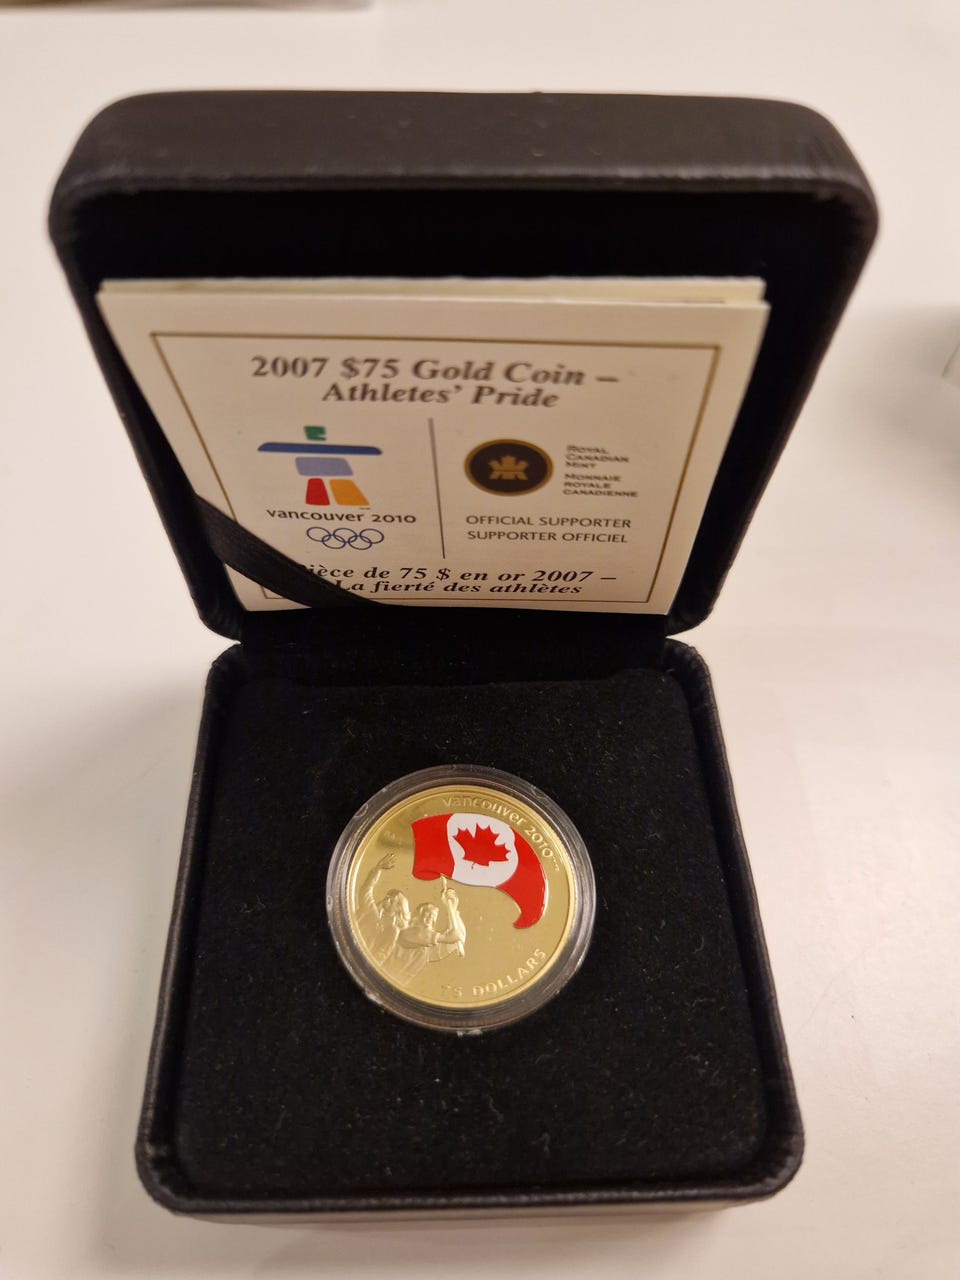 2007 $75 Gold Coin –
Athletes' Pride
vancouver 2010
ROYAL
CANADIAN
MINT
MONNAIE
ROYALE
CANADIENNE
OFFICIAL SUPPORTER
SUPPORTER OFFICIEL
ièce de 75 $ en or 2007 –
La fierté des athlètes
vancouver 2010
75 DOLLARS